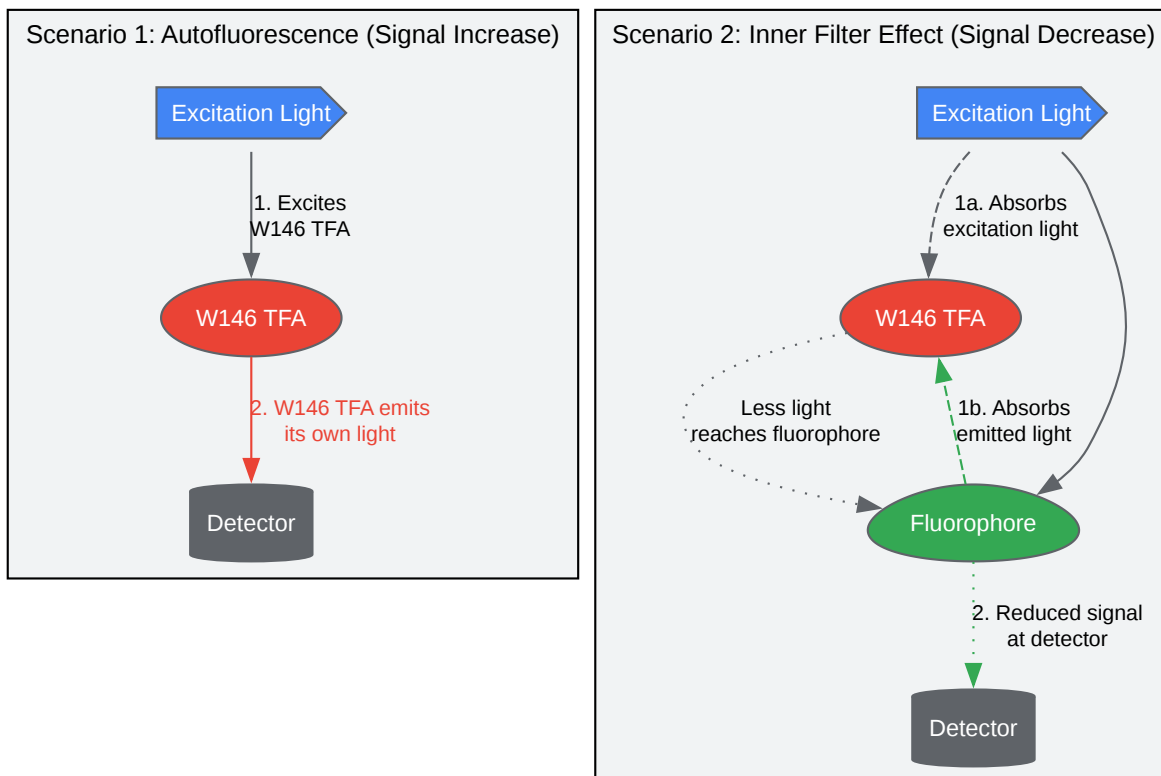 Scenario 1: Autofluorescence (Signal Increase)
Excitation Light
1. Excites
W146 TFA
W146 TFA
2. W146 TFA emits
its own light
Detector
Scenario 2: Inner Filter Effect (Signal Decrease)
Excitation Light
1a. Absorbs
excitation light
W146 TFA
Less light
reaches fluorophore
1b. Absorbs
emitted light
Fluorophore
2. Reduced signal
at detector
Detector